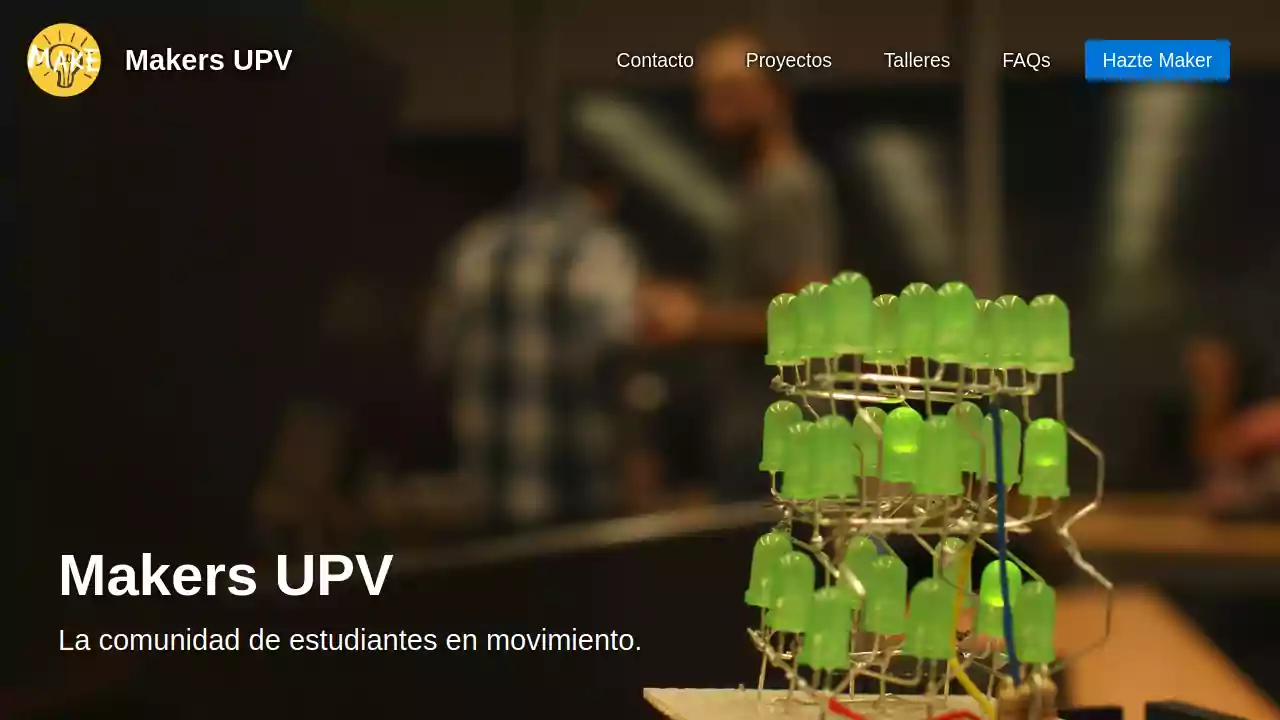 MAKE
Makers UPV
Contacto
Proyectos
Talleres
FAQs
Hazte Maker
Makers UPV
La comunidad de estudiantes en movimiento.